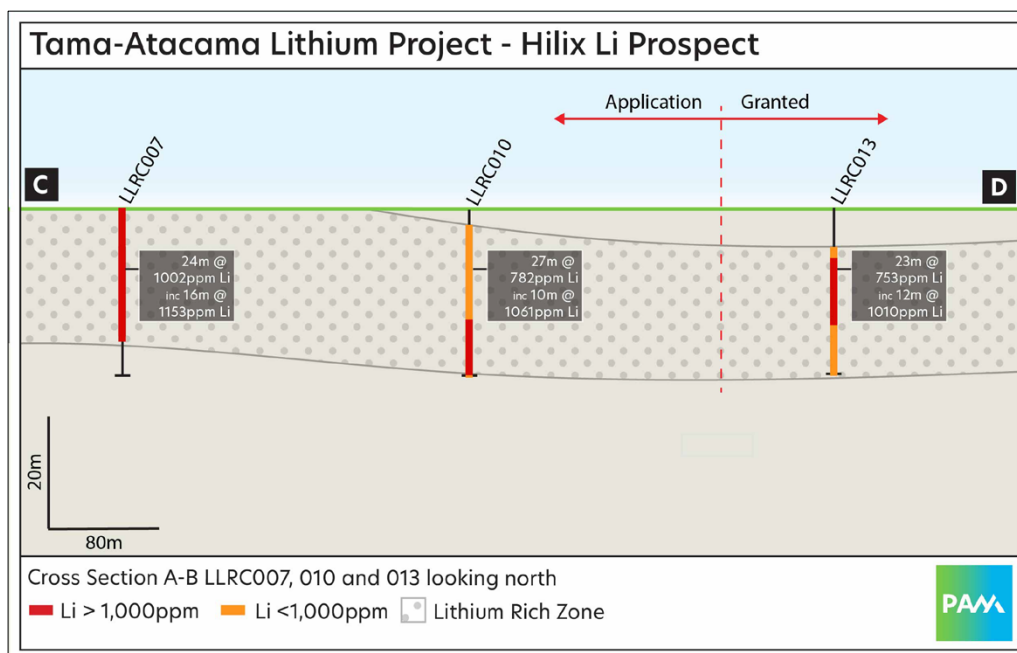 Tama-Atacama Lithium Project - Hilix Li Prospect
Application
Granted
C
LLRC007
LLRC010
LLRC013
D
24m @
1002ppm Li
inc 16m @
1153ppm Li
27m @
782ppm Li
inc 10m @
1061ppm Li
23m @
753ppm Li
inc 12m @
1010ppm Li
20m
80m
Cross Section A-B LLRC007, 010 and 013 looking north
Li > 1,000ppm
Li <1,000ppm
Lithium Rich Zone
PAM